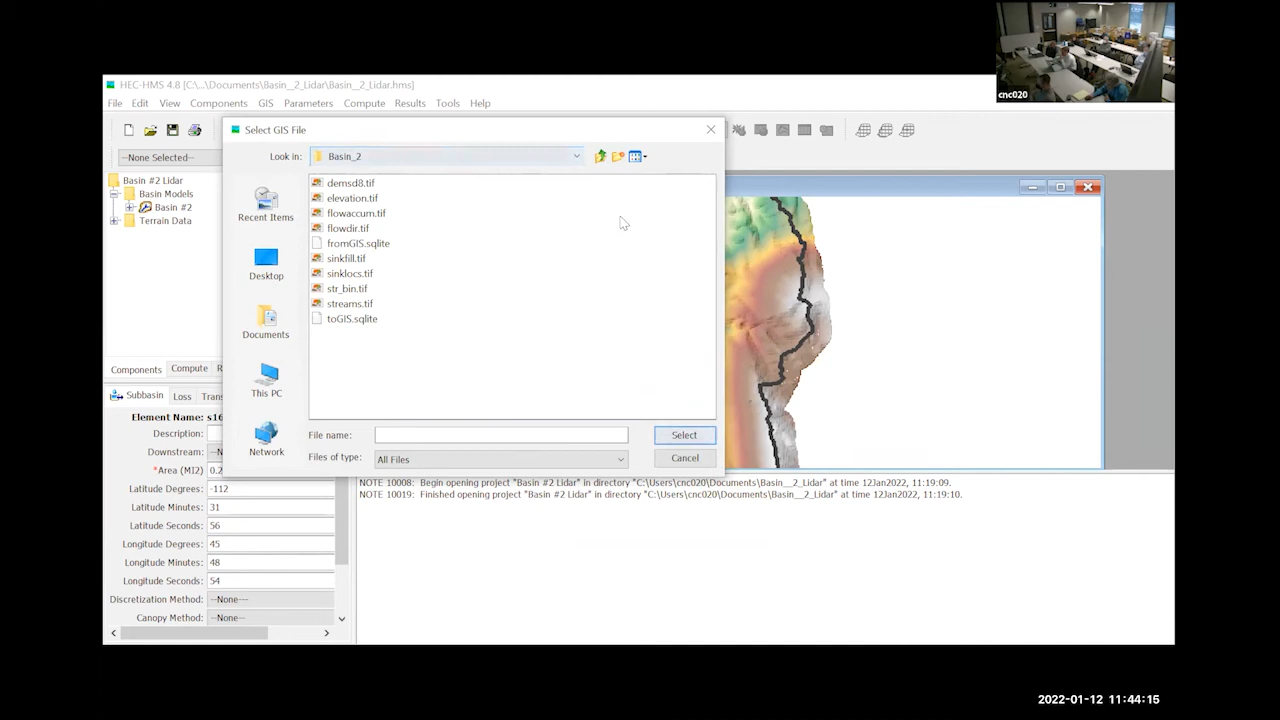 cnc020
HEC-HMS 4.8 [C:\...\Documents\Basin__2_Lidar\Basin__2_Lidar.hms]
File Edit View Components GIS Parameters Compute Results Tools Help
--None Selected--
Select GIS File
Look in: Basin_2
Basin #2 Lidar
Basin Models
Basin #2
Terrain Data
Recent Items
Desktop
Documents
This PC
Network
demsd8.tif
elevation.tif
flowaccum.tif
flowdir.tif
fromGIS.sqlite
sinkfill.tif
sinklocs.tif
str_bin.tif
streams.tif
toGIS.sqlite
File name: Select
Files of type: All Files Cancel
Components Compute R
Subbasin Loss Trans
Element Name: s16
Description:
Downstream: --N
*Area (MI2) 0.2
Latitude Degrees: -112
Latitude Minutes: 31
Latitude Seconds: 56
Longitude Degrees: 45
Longitude Minutes: 48
Longitude Seconds: 54
Discretization Method: --None--
Canopy Method: --None--
NOTE 10008: Begin opening project "Basin #2 Lidar" in directory "C:\Users\cnc020\Documents\Basin__2_Lidar" at time 12Jan2022, 11:19:09.
NOTE 10019: Finished opening project "Basin #2 Lidar" in directory "C:\Users\cnc020\Documents\Basin__2_Lidar" at time 12Jan2022, 11:19:10.
2022-01-12 11:44:15